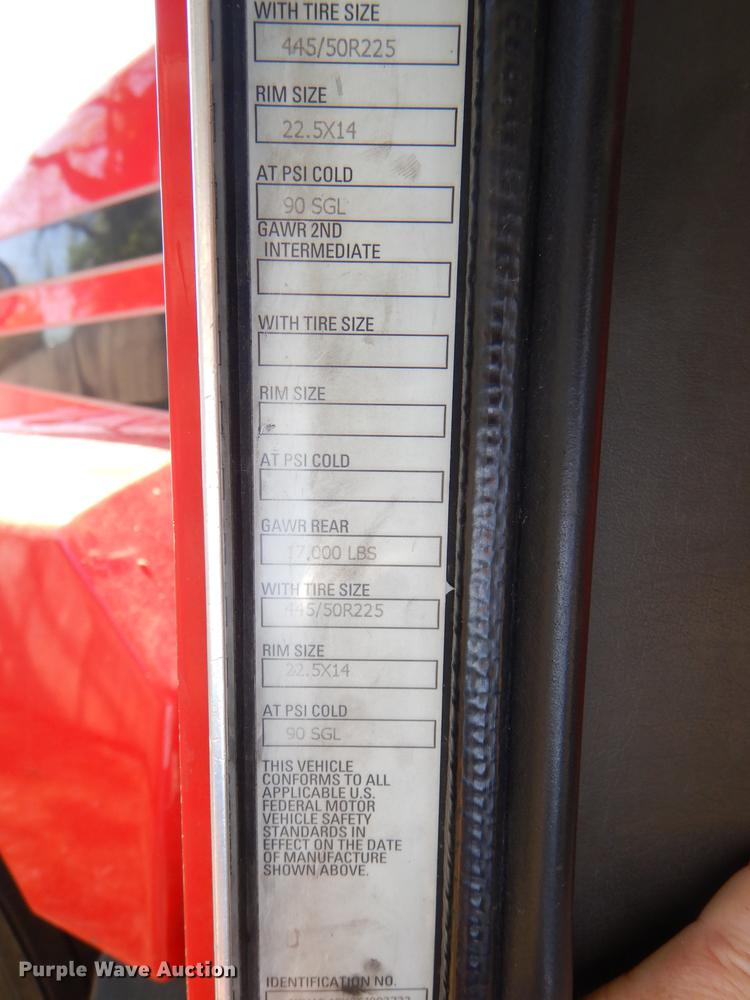 WITH TIRE SIZE
445/50R225
RIM SIZE
22.5X14
AT PSI COLD
90 SGL
GAWR 2ND
INTERMEDIATE
WITH TIRE SIZE
RIM SIZE
AT PSI COLD
GAWR REAR
17,000 LBS
WITH TIRE SIZE
445/50R225
RIM SIZE
22.5X14
AT PSI COLD
90 SGL
THIS VEHICLE
CONFORMS TO ALL
APPLICABLE U.S.
FEDERAL MOTOR
VEHICLE SAFETY
STANDARDS IN
EFFECT ON THE DATE
OF MANUFACTURE
SHOWN ABOVE.
IDENTIFICATION NO.
Purple Wave Auction